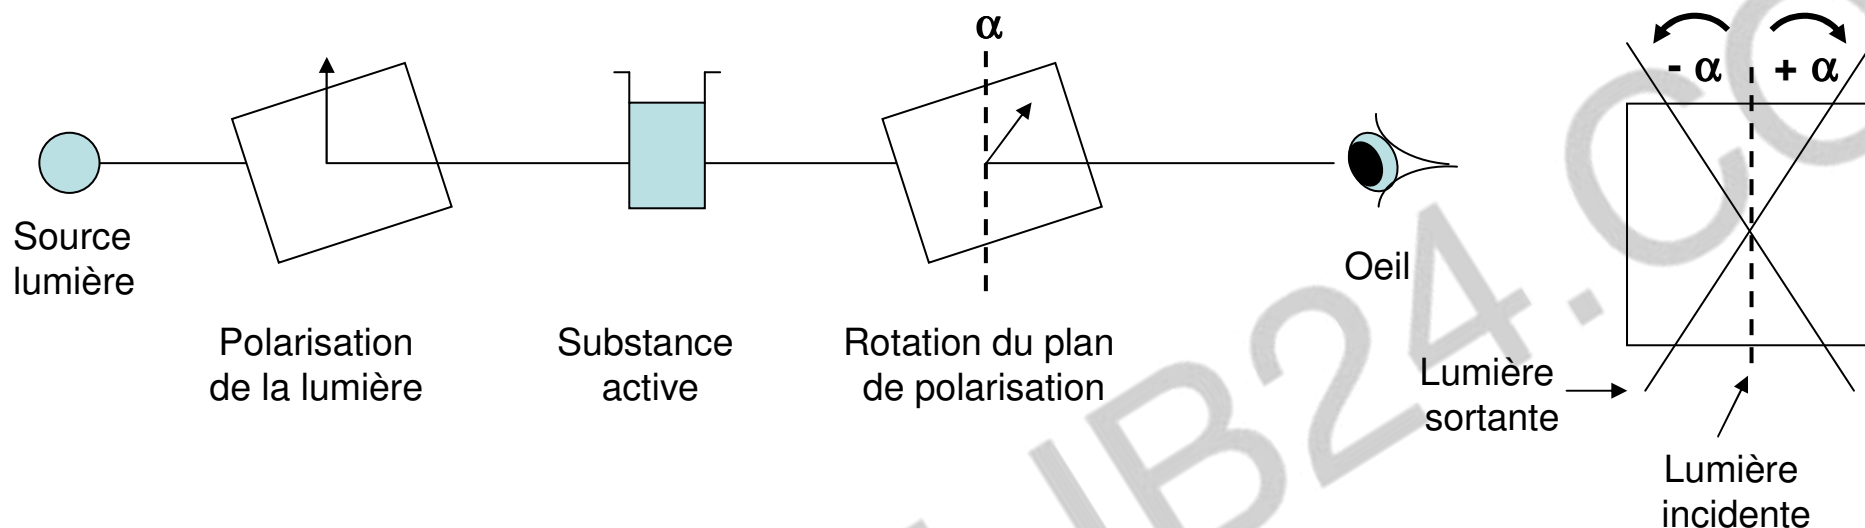 α
- α
+ α
Source
lumière
Polarisation
de la lumière
Substance
active
Rotation du plan
de polarisation
Oeil
Lumière
sortante
Lumière
incidente